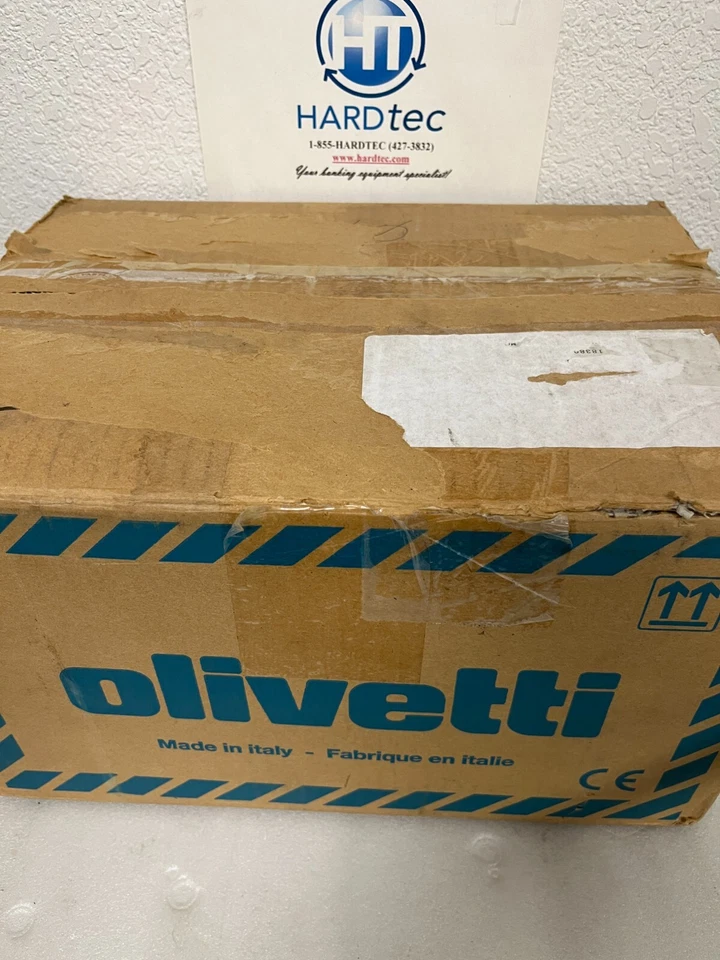 HT
HARDtec
1-855-HARDTEC (427-3832)
www.hardtec.com
Your banking equipment specialist!
olivetti
Made in italy - Fabrique en italie
CE